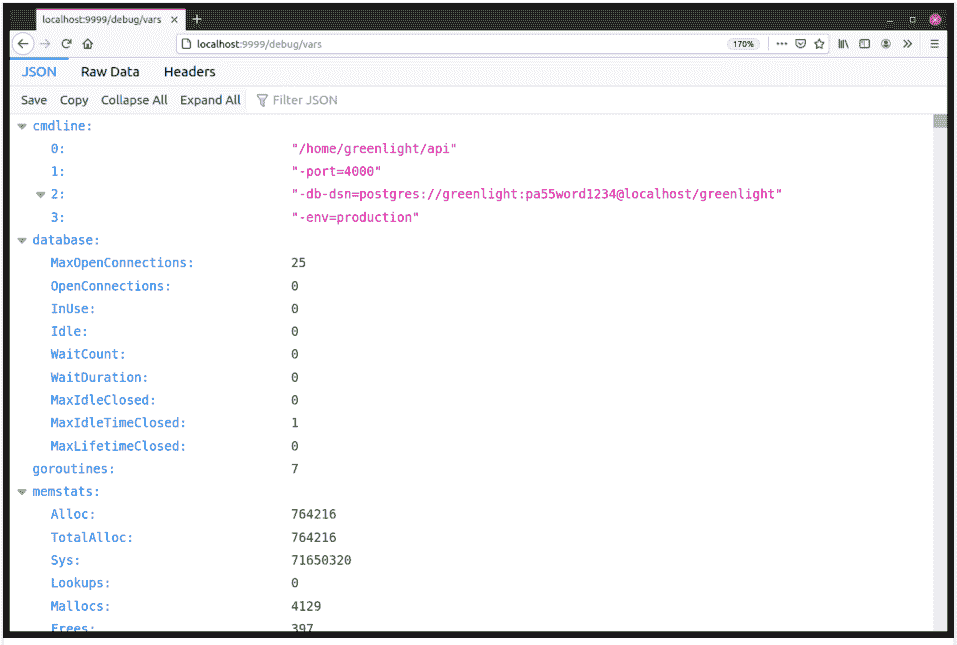 localhost:9999/debug/vars
localhost:9999/debug/vars 170%
JSON Raw Data Headers
Save Copy Collapse All Expand All Filter JSON
cmdline:
0: "/home/greenlight/api"
1: "-port=4000"
2: "-db-dsn=postgres://greenlight:pa55word1234@localhost/greenlight"
3: "-env=production"
database:
MaxOpenConnections: 25
OpenConnections: 0
InUse: 0
Idle: 0
WaitCount: 0
WaitDuration: 0
MaxIdleClosed: 0
MaxIdleTimeClosed: 1
MaxLifetimeClosed: 0
goroutines: 7
memstats:
Alloc: 764216
TotalAlloc: 764216
Sys: 71650320
Lookups: 0
Mallocs: 4129
Frees: 397